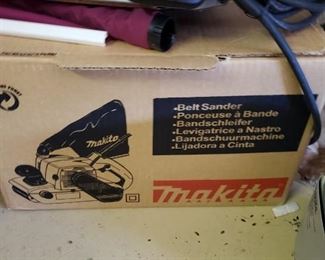 •Belt Sander
•Ponceuse à Bande
•Bandschleifer
•Levigatrice a Nastro
•Bandschuurmachine
•Lijadora a Cinta
Makita
Makita